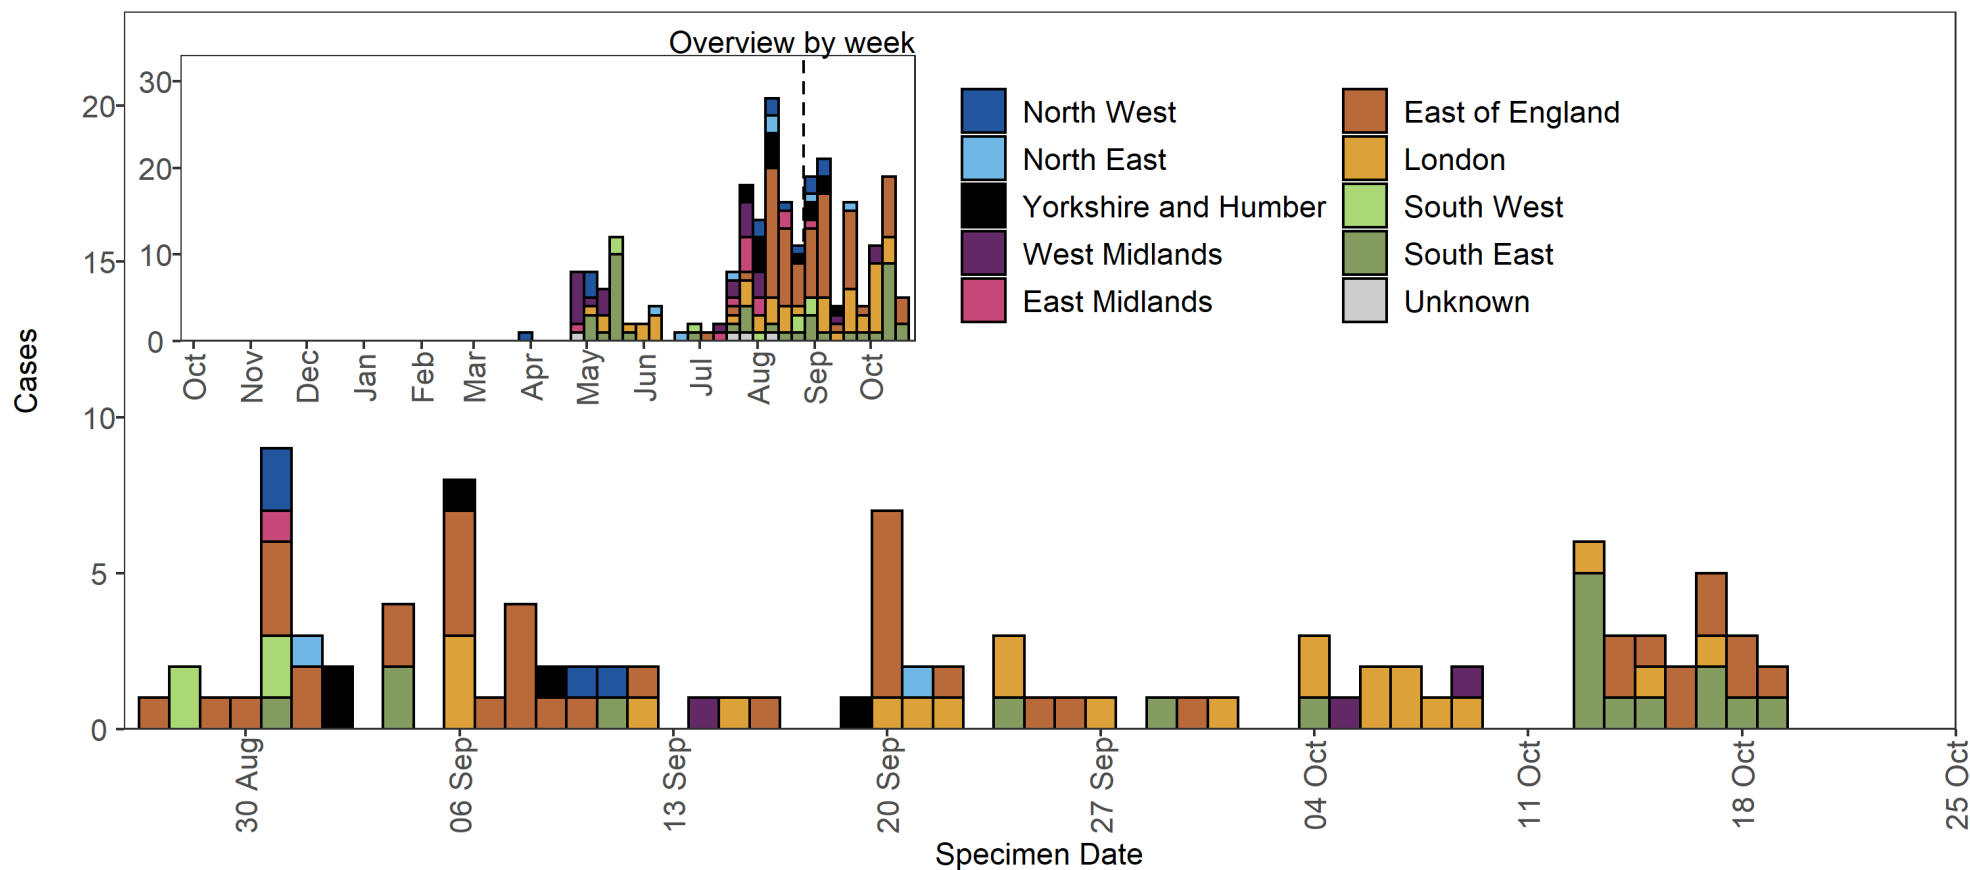 Overview by week
30
20
10
0
Oct
Nov
Dec
Jan
Feb
Mar
Apr
May
Jun
Jul
Aug
Sep
Oct
North West
North East
Yorkshire and Humber
West Midlands
East Midlands
East of England
London
South West
South East
Unknown
Cases
20
15
10
5
0
30 Aug
06 Sep
13 Sep
20 Sep
27 Sep
04 Oct
11 Oct
18 Oct
25 Oct
Specimen Date